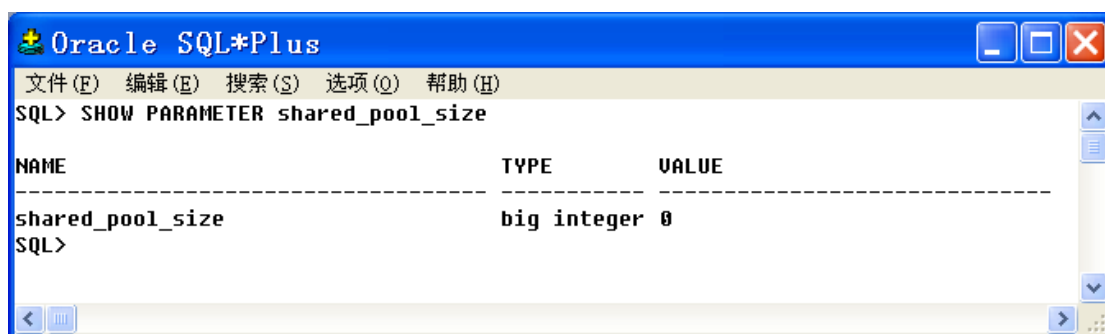 Oracle SQL*Plus
文件(F) 编辑(E) 搜索(S) 选项(O) 帮助(H)
SQL> SHOW PARAMETER shared_pool_size
NAME TYPE VALUE
------------------------------------ ----------- ------------------------------
shared_pool_size big integer 0
SQL>